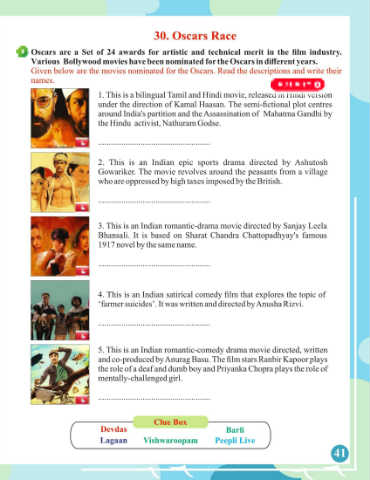 30. Oscars Race
Oscars are a Set of 24 awards for artistic and technical merit in the film industry.
Various Bollywood movies have been nominated for the Oscars in different years.
Given below are the movies nominated for the Oscars. Read the descriptions and write their
names.
1. This is a bilingual Tamil and Hindi movie, released in Hindi version
under the direction of Kamal Haasan. The semi-fictional plot centres
around India's partition and the Assassination of Mahatma Gandhi by
the Hindu activist, Nathuram Godse.
2. This is an Indian epic sports drama directed by Ashutosh
Gowariker. The movie revolves around the peasants from a village
who are oppressed by high taxes imposed by the British.
3. This is an Indian romantic-drama movie directed by Sanjay Leela
Bhansali. It is based on Sharat Chandra Chattopadhyay's famous
1917 novel by the same name.
4. This is an Indian satirical comedy film that explores the topic of
'farmer suicides'. It was written and directed by Anusha Rizvi.
5. This is an Indian romantic-comedy drama movie directed, written
and co-produced by Anurag Basu. The film stars Ranbir Kapoor plays
the role of a deaf and dumb boy and Priyanka Chopra plays the role of
mentally-challenged girl.
Clue Box
Devdas Barfi
Lagaan Vishwaroopam Peepli Live
41